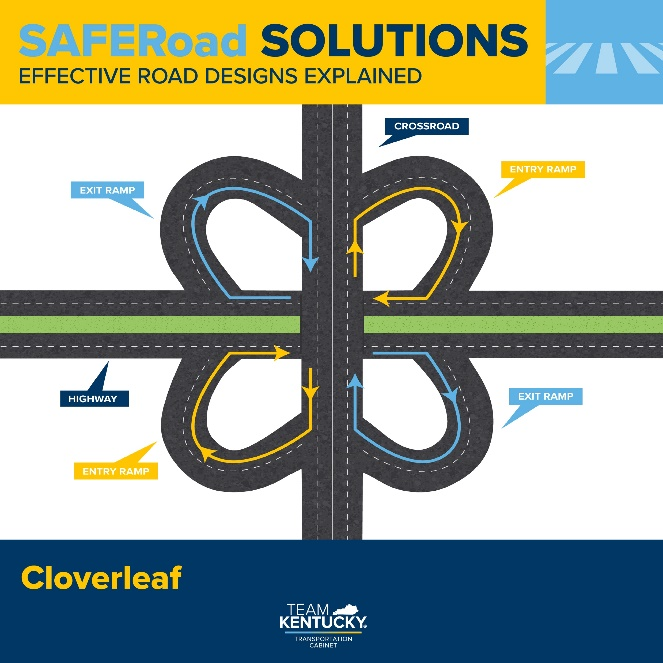 SAFERoad SOLUTIONS
EFFECTIVE ROAD DESIGNS EXPLAINED
CROSSROAD
ENTRY RAMP
EXIT RAMP
HIGHWAY
EXIT RAMP
ENTRY RAMP
Cloverleaf
TEAM
KENTUCKY.
TRANSPORTATION
CABINET